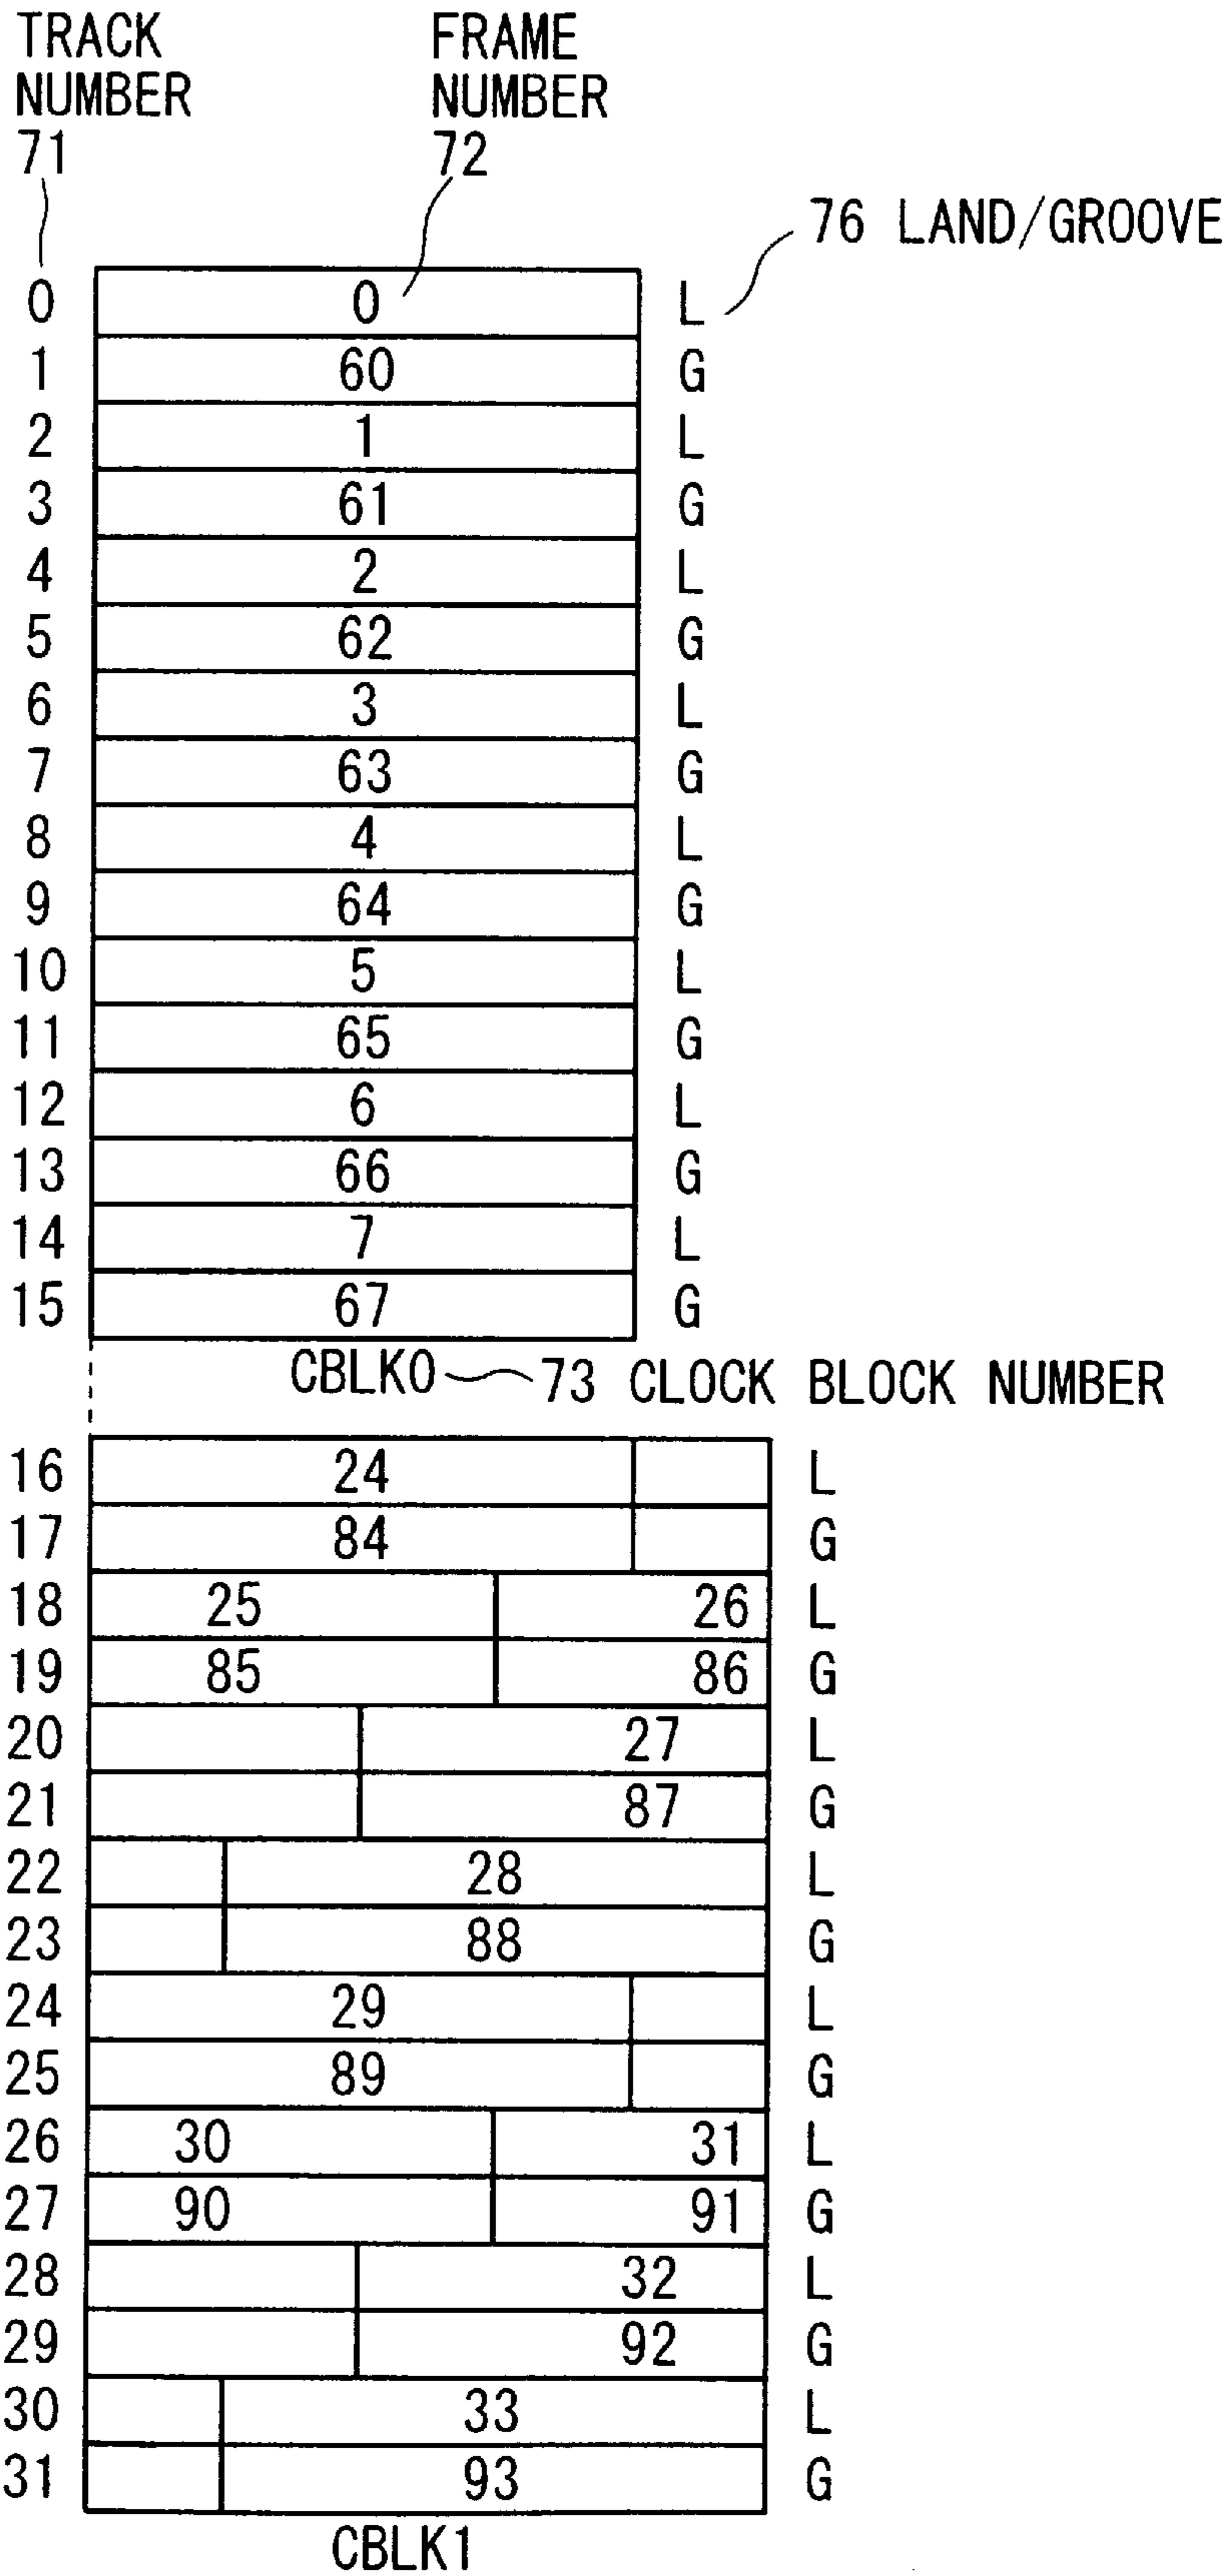 TRACK NUMBER 71
FRAME NUMBER 72
76 LAND/GROOVE
0 0 L
1 60 G
2 1 L
3 61 G
4 2 L
5 62 G
6 3 L
7 63 G
8 4 L
9 64 G
10 5 L
11 65 G
12 6 L
13 66 G
14 7 L
15 67 G
CBLK0 73 CLOCK BLOCK NUMBER
16 24 L
17 84 G
18 25 26 L
19 85 86 G
20 27 L
21 87 G
22 28 L
23 88 G
24 29 L
25 89 G
26 30 31 L
27 90 91 G
28 32 L
29 92 G
30 33 L
31 93 G
CBLK1